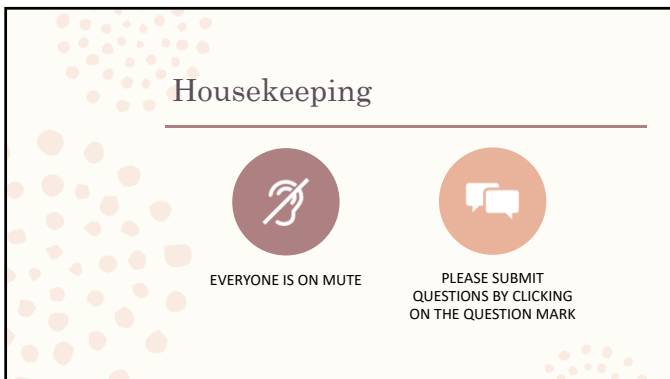 Housekeeping
EVERYONE IS ON MUTE
PLEASE SUBMIT
QUESTIONS BY CLICKING
ON THE QUESTION MARK